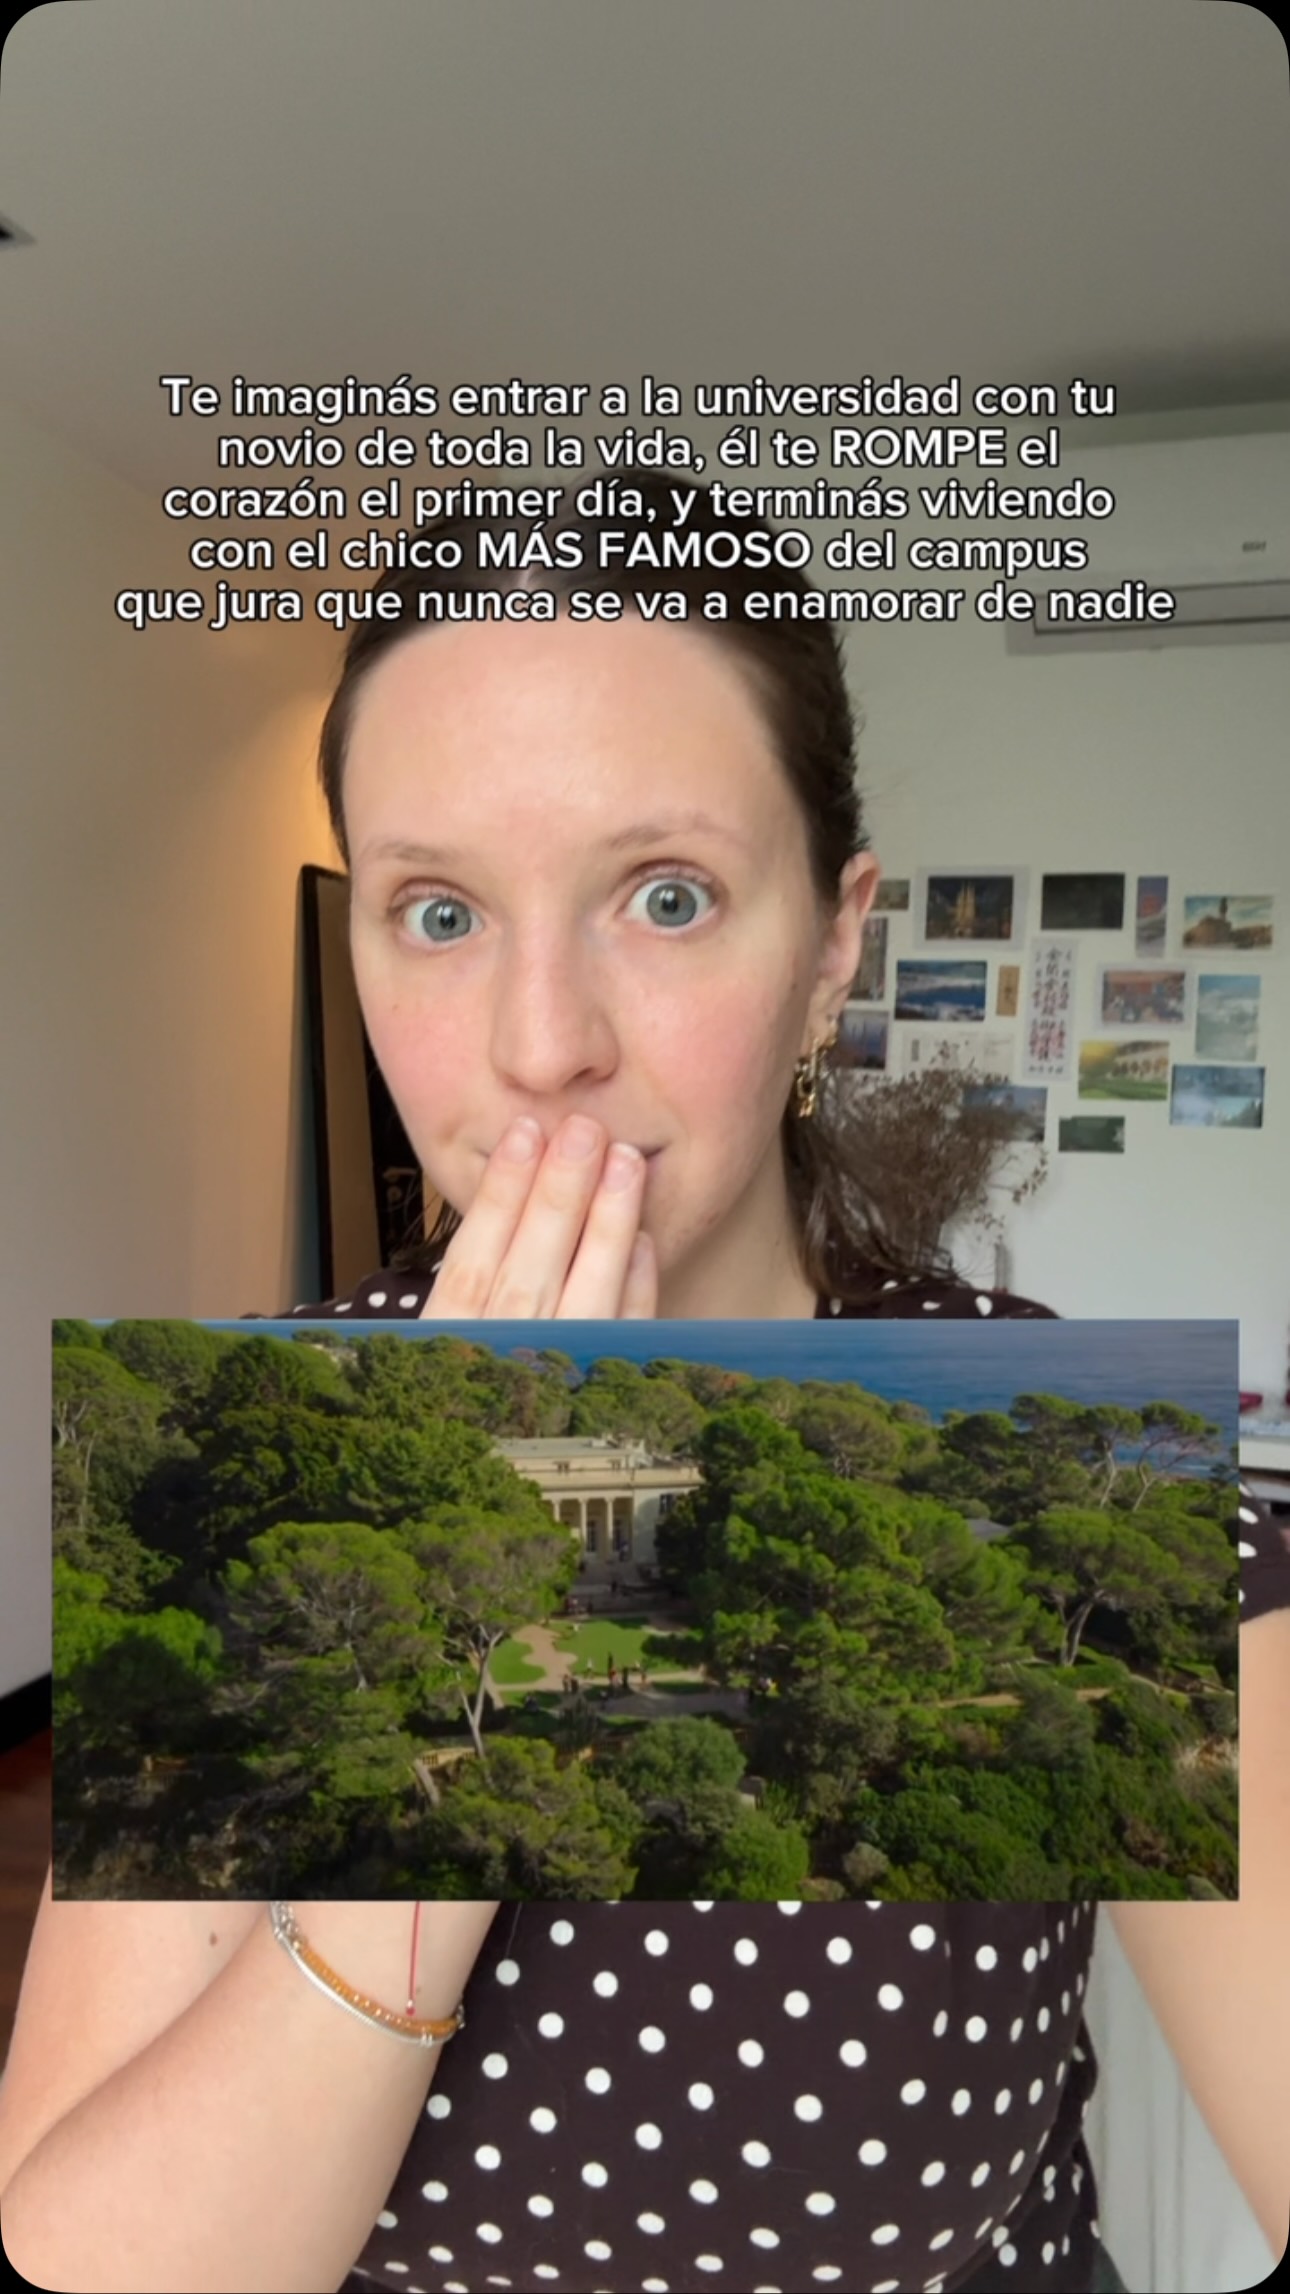 Te imaginás entrar a la universidad con tu
novio de toda la vida, él te ROMPE el
corazón el primer día, y terminás viviendo
con el chico MÁS FAMOSO del campus
que jura que nunca se va a enamorar de nadie